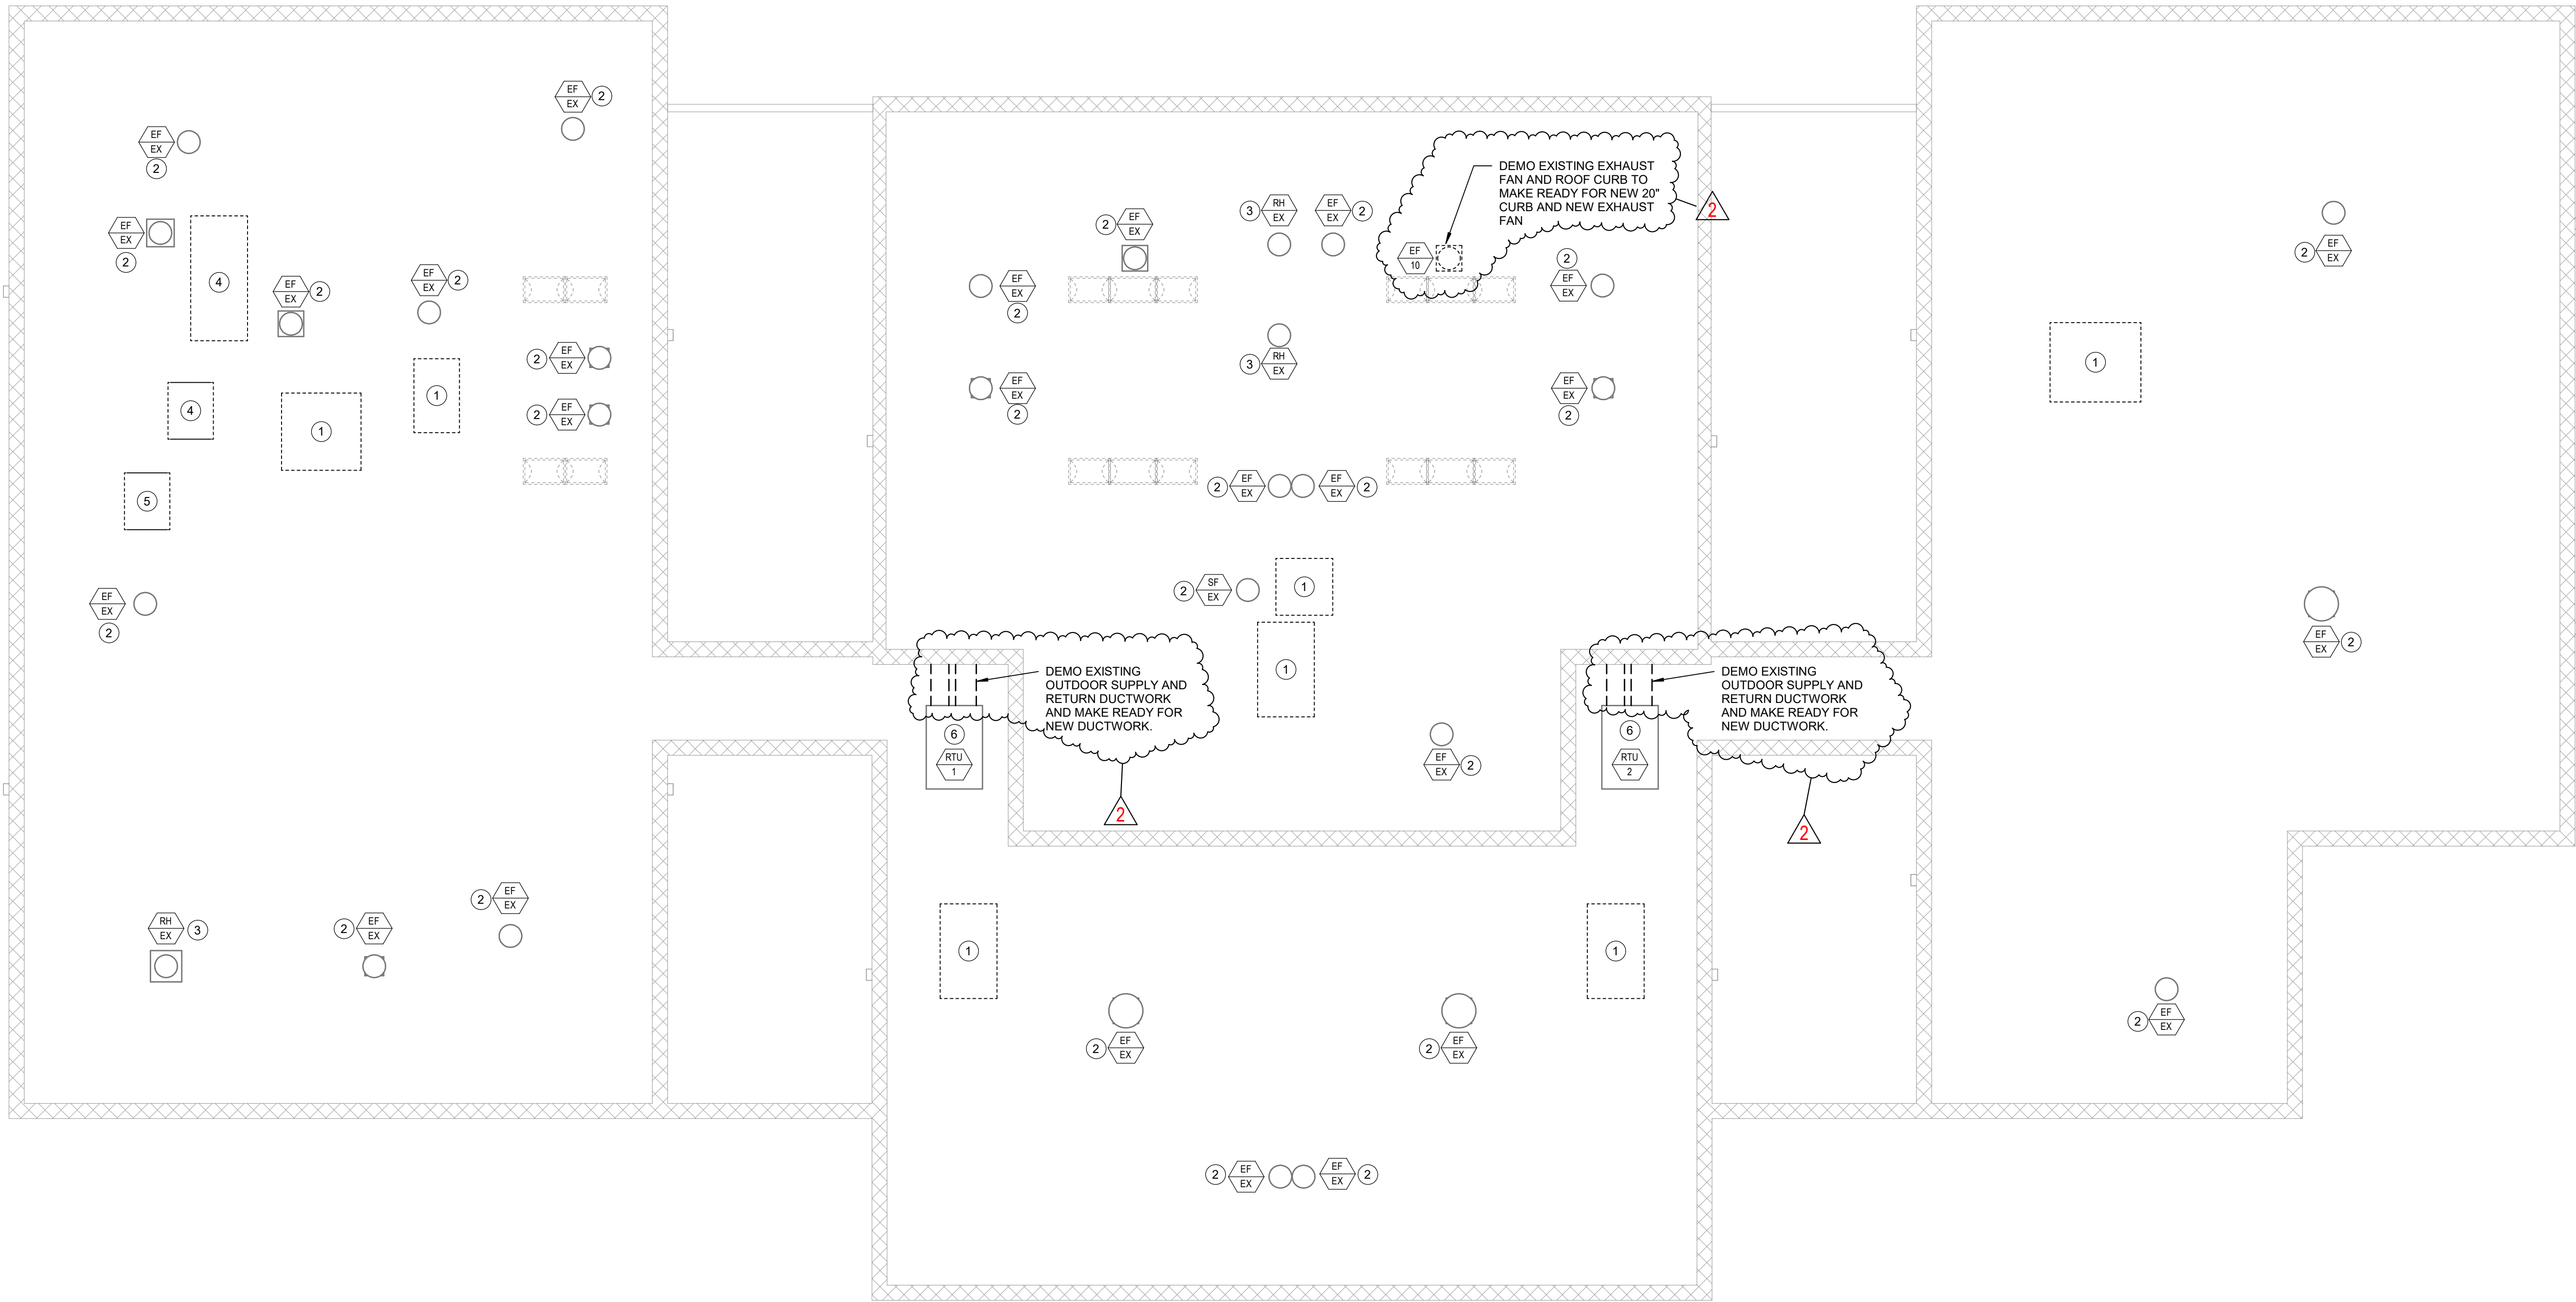 EF
EX
2
EF
EX
2
EF
EX
2
4
EF
EX
2
EF
EX
2
2
EF
EX
4
1
1
2
EF
EX
5
EF
EX
2
RH
EX
3
2
EF
EX
2
EF
EX
DEMO EXISTING EXHAUST
FAN AND ROOF CURB TO
MAKE READY FOR NEW 20"
CURB AND NEW EXHAUST
FAN
2
EF
10
3
RH
EX
EF
EX
2
2
EF
EX
EF
EX
2
2
EF
EX
3
RH
EX
EF
EX
2
EF
EX
2
2
EF
EX
EF
EX
2
2
SF
EX
1
1
DEMO EXISTING
OUTDOOR SUPPLY AND
RETURN DUCTWORK
AND MAKE READY FOR
NEW DUCTWORK.
6
RTU
1
2
DEMO EXISTING
OUTDOOR SUPPLY AND
RETURN DUCTWORK
AND MAKE READY FOR
NEW DUCTWORK.
6
RTU
2
2
EF
EX
2
1
1
2
EF
EX
2
EF
EX
2
EF
EX
EF
EX
2
2
EF
EX
1
EF
EX
2
2
EF
EX